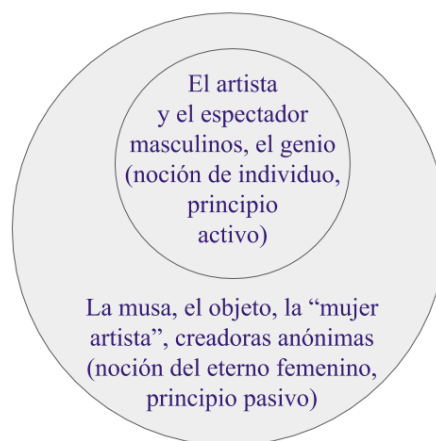 El artista
y el espectador
masculinos, el genio
(noción de individuo,
principio
activo)
La musa, el objeto, la “mujer
artista”, creadoras anónimas
(noción del eterno femenino,
principio pasivo)